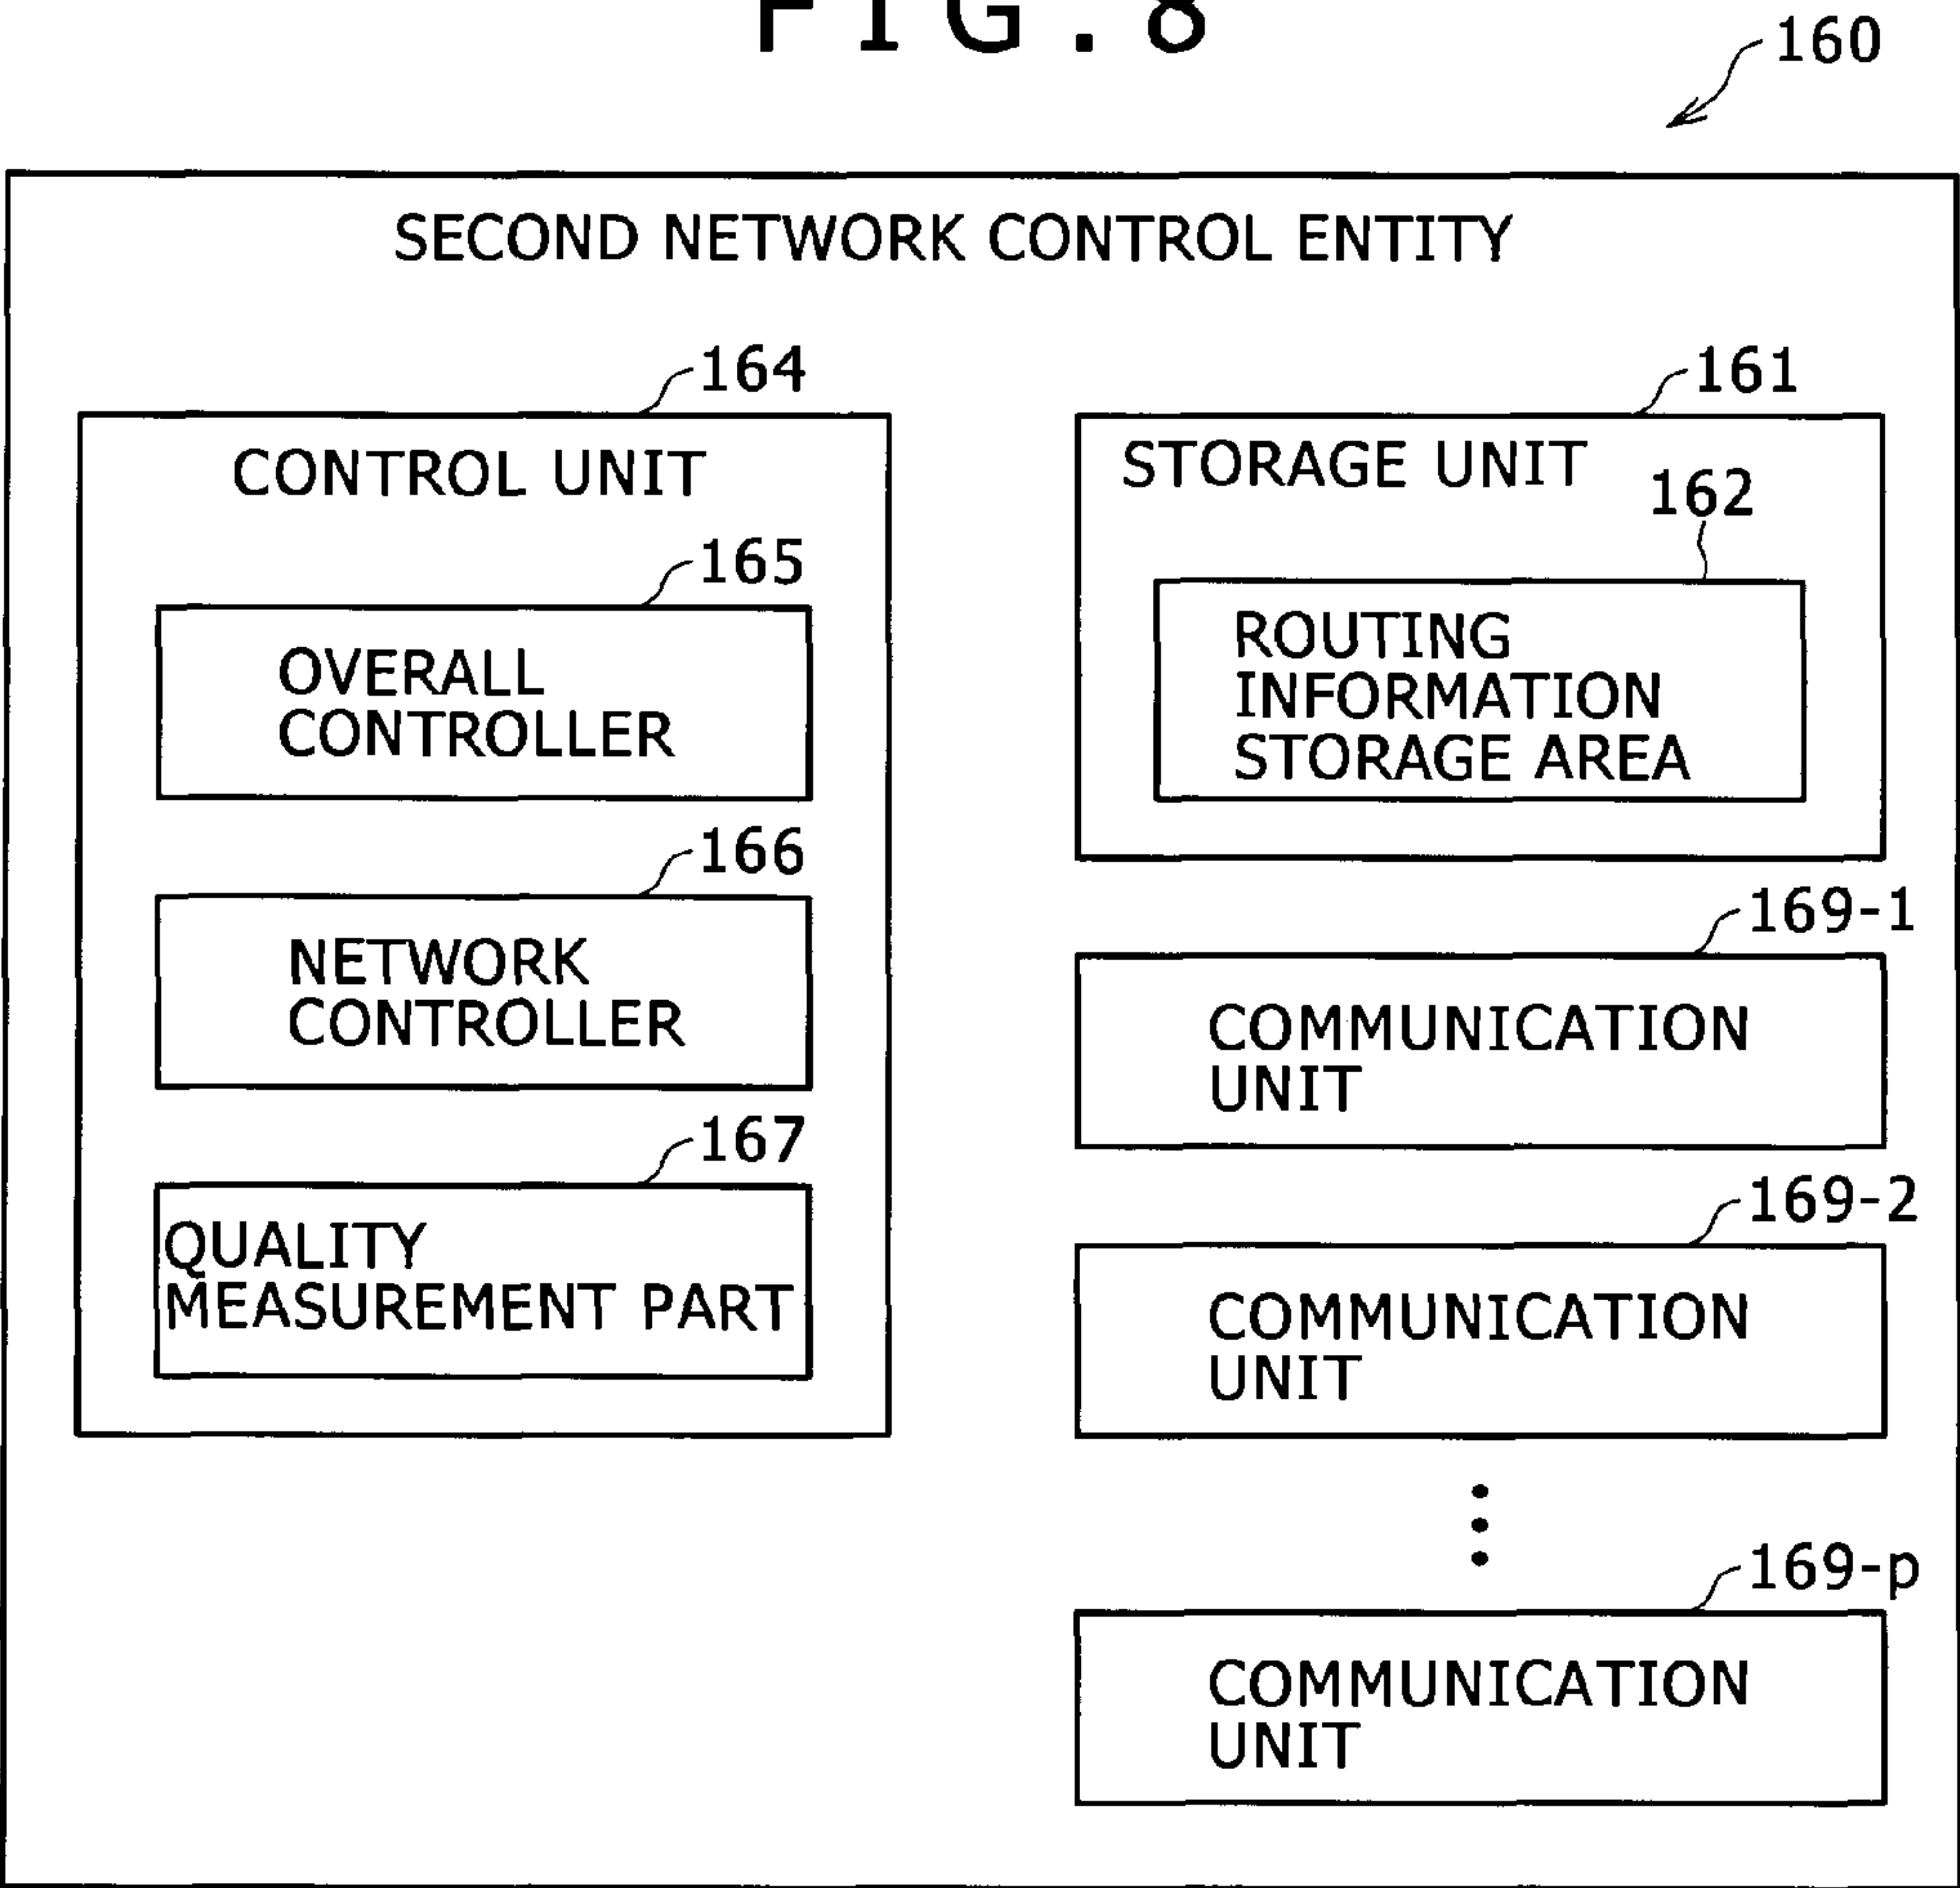 FIG. 8
160
SECOND NETWORK CONTROL ENTITY
164
CONTROL UNIT
165
OVERALL
CONTROLLER
166
NETWORK
CONTROLLER
167
QUALITY
MEASUREMENT PART
161
STORAGE UNIT
162
ROUTING
INFORMATION
STORAGE AREA
169-1
COMMUNICATION
UNIT
169-2
COMMUNICATION
UNIT
169-p
COMMUNICATION
UNIT